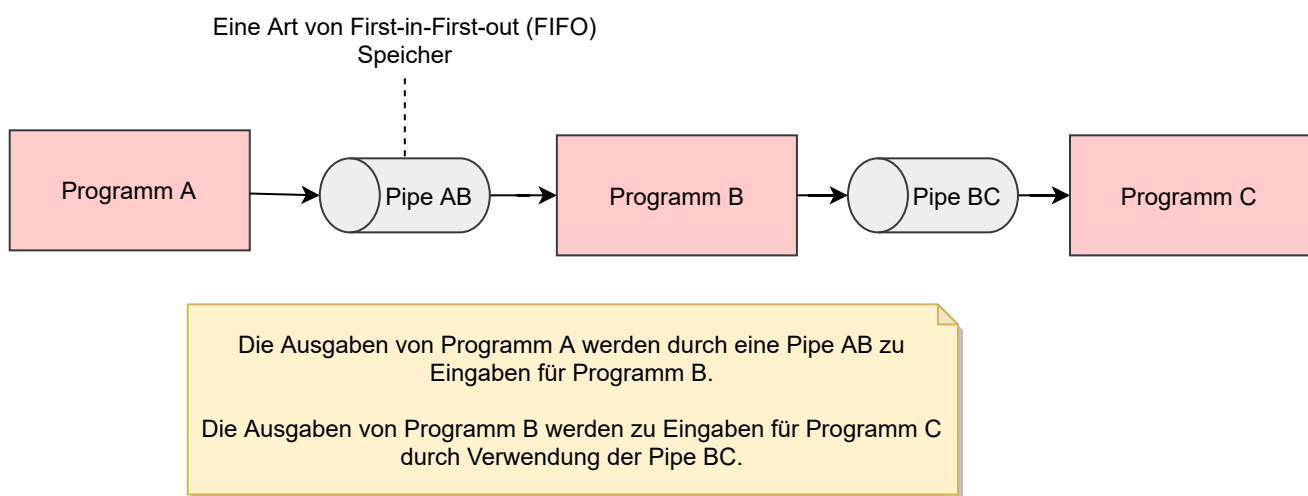 Eine Art von First-in-First-out (FIFO)
Speicher
Programm A
Pipe AB
Programm B
Pipe BC
Programm C
Die Ausgaben von Programm A werden durch eine Pipe AB zu
Eingaben für Programm B.
Die Ausgaben von Programm B werden zu Eingaben für Programm C
durch Verwendung der Pipe BC.